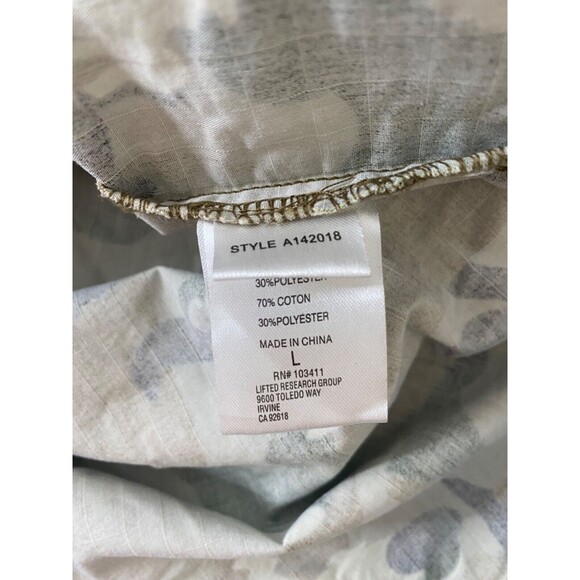 STYLE A142018
30%POLYESTER
70% COTON
30%POLYESTÉR
MADE IN CHINA
L
RN# 103411
LIFTED RESEARCH GROUP
9600 TOLEDO WAY
IRVINE
CA 92618